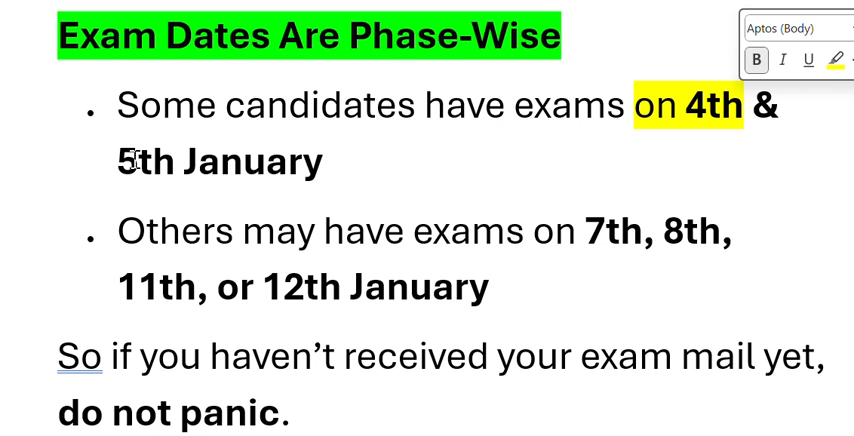 Exam Dates Are Phase-Wise
Aptos (Body)
B I U
• Some candidates have exams on 4th &
5th January
• Others may have exams on 7th, 8th,
11th, or 12th January
So if you haven’t received your exam mail yet,
do not panic.